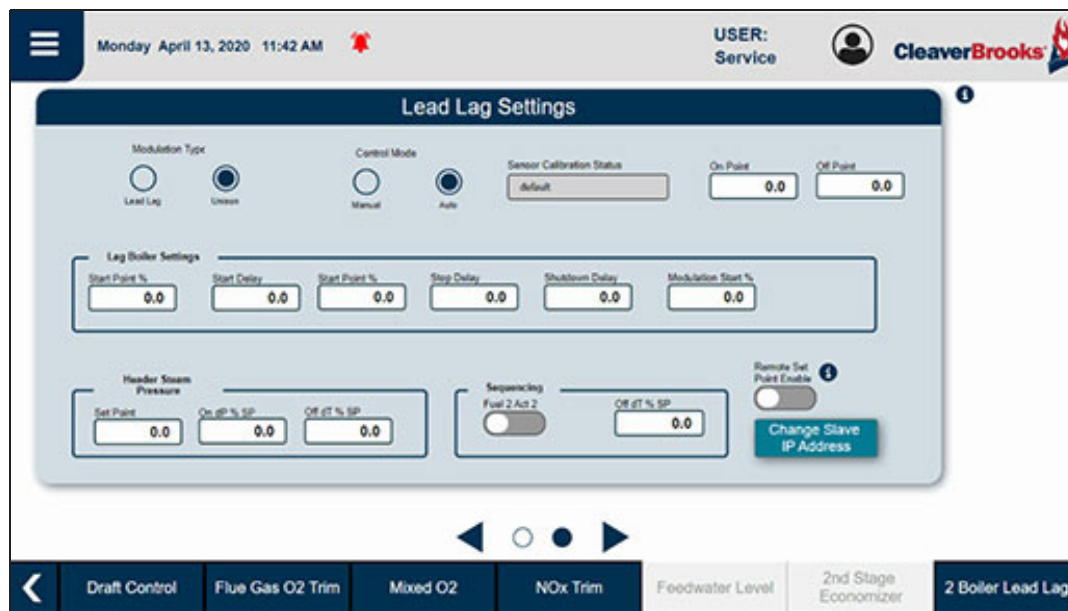 Monday April 13, 2020 11:42 AM
USER:
Service
CleaverBrooks
Lead Lag Settings
Modulation Type
Lead Lag
Unison
Control Mode
Manual
Auto
Sensor Calibration Status
default
On Point
0.0
Off Point
0.0
Lag Boiler Settings
Start Point %
0.0
Start Delay
0.0
Start Point %
0.0
Stop Delay
0.0
Shutdown Delay
0.0
Modulation Start %
0.0
Header Steam
Pressure
Set Point
0.0
On dP % SP
0.0
Off dT % SP
0.0
Sequencing
Fuel 2 Act 2
Off dT % SP
0.0
Remote Set
Point Enable
Change Slave
IP Address
Draft Control
Flue Gas O2 Trim
Mixed O2
NOx Trim
Feedwater Level
2nd Stage
Economizer
2 Boiler Lead Lag